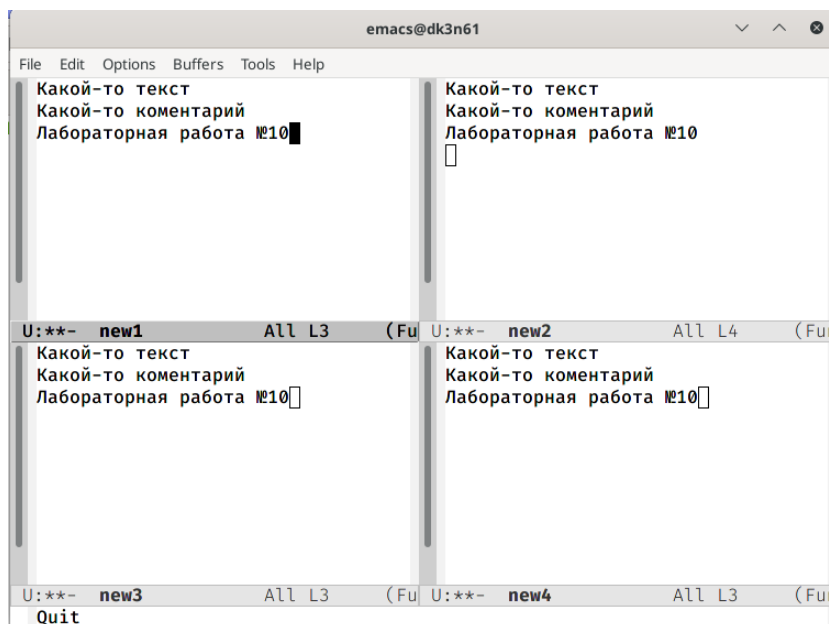 emacs@dk3n61
File Edit Options Buffers Tools Help
Какой-то текст
Какой-то коментарий
Лабораторная работа №10
U:**- new1 All L3 (Fu
Какой-то текст
Какой-то коментарий
Лабораторная работа №10
U:**- new2 All L4 (Fu
Какой-то текст
Какой-то коментарий
Лабораторная работа №10
U:**- new3 All L3 (Fu
Какой-то текст
Какой-то коментарий
Лабораторная работа №10
U:**- new4 All L3 (Fu
Quit